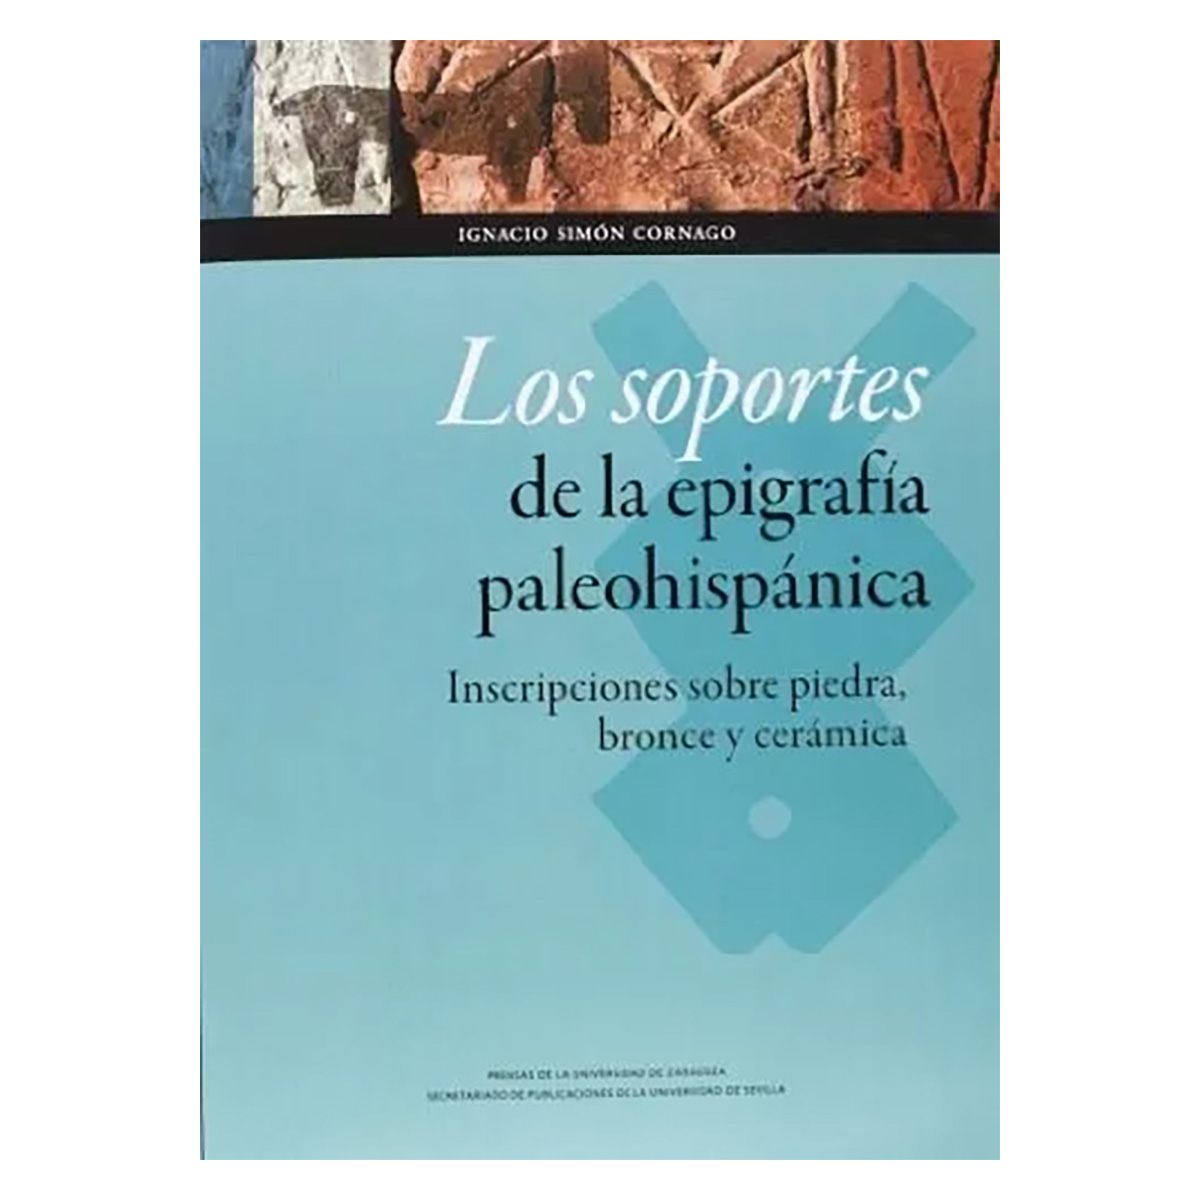 IGNACIO SIMÓN CORNAGO
Los soportes
de la epigrafía
paleohispánica
Inscripciones sobre piedra,
bronce y cerámica
PRENSAS DE LA UNIVERSIDAD DE ZARAGOZA
SECRETARIADO DE PUBLICACIONES DE LA UNIVERSIDAD DE SEVILLA